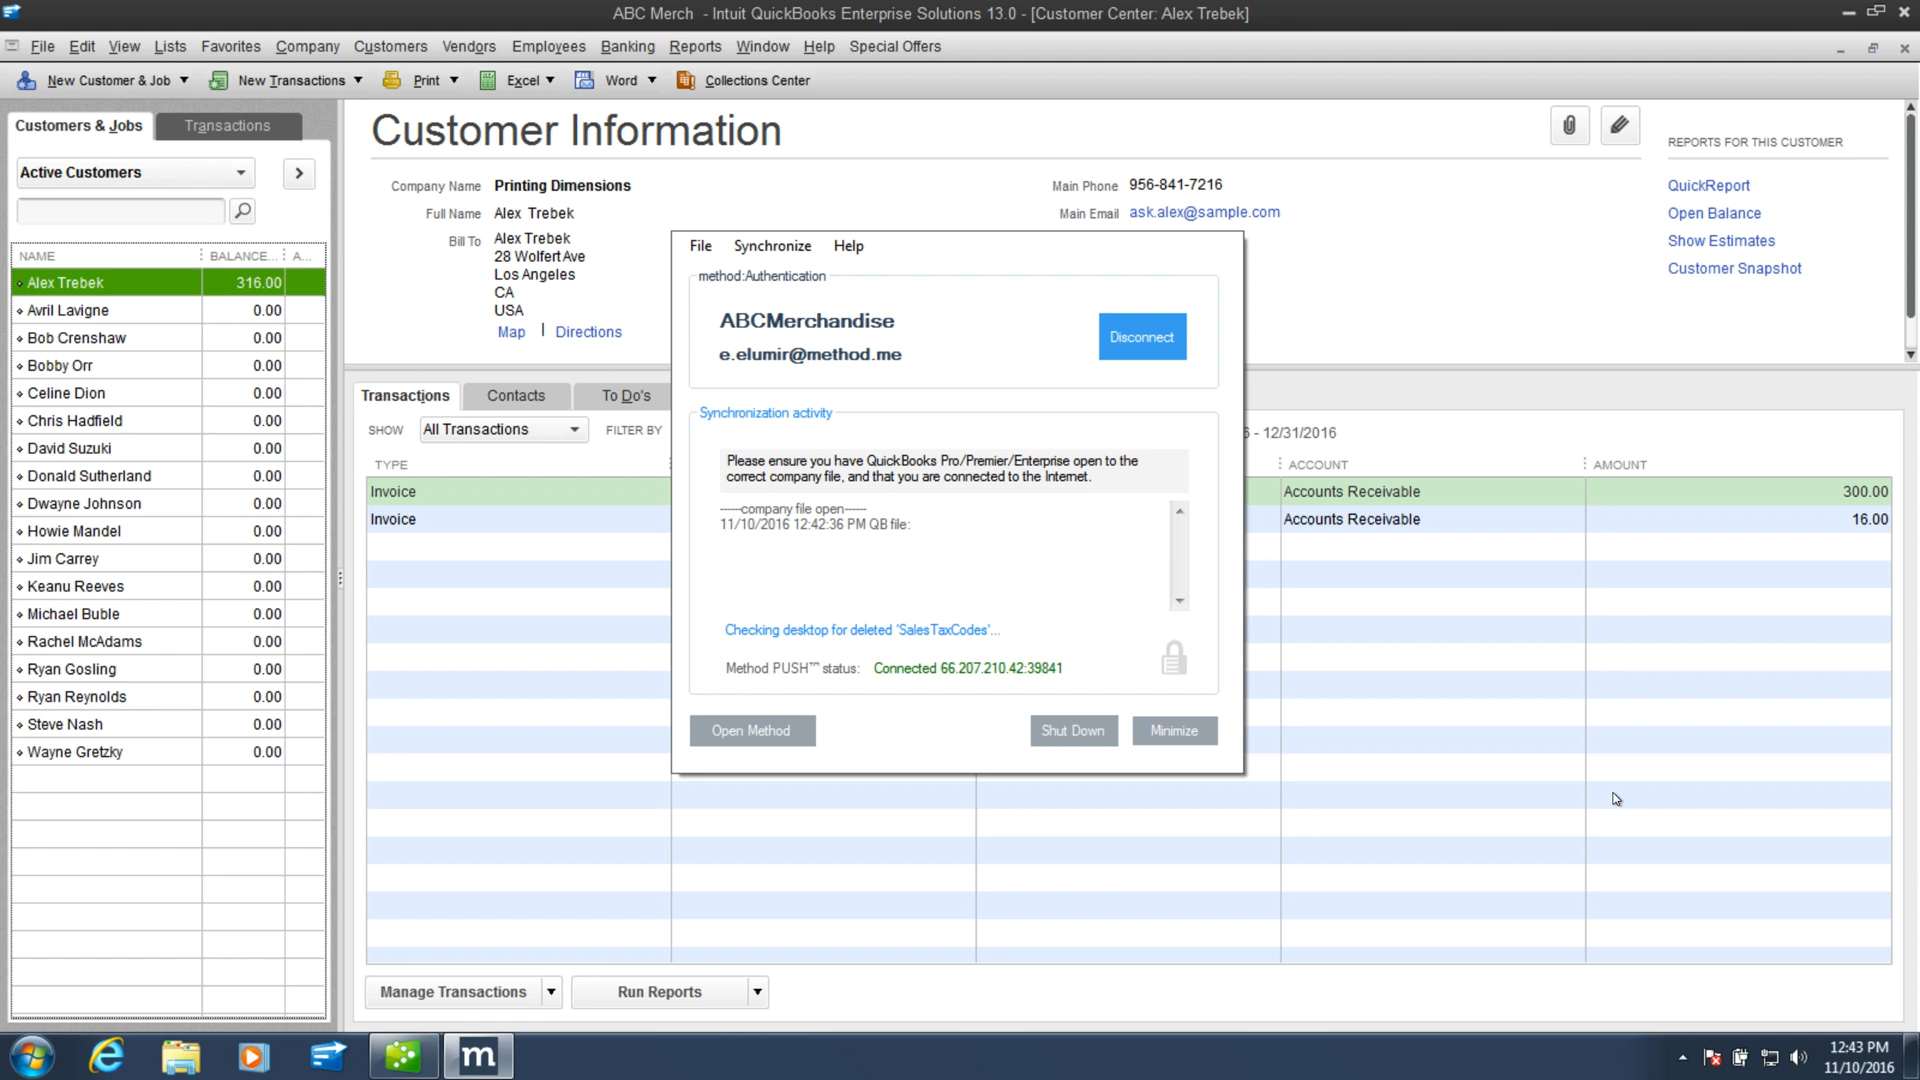 ABC Merch - Intuit QuickBooks Enterprise Solutions 13.0 - [Customer Center: Alex Trebek]
File Edit View Lists Favorites Company Customers Vendors Employees Banking Reports Window Help Special Offers
New Customer & Job New Transactions Print Excel Word Collections Center
Customers & Jobs Transactions
Active Customers
NAME BALANCE... A...
Alex Trebek 316.00
Avril Lavigne 0.00
Bob Crenshaw 0.00
Bobby Orr 0.00
Celine Dion 0.00
Chris Hadfield 0.00
David Suzuki 0.00
Donald Sutherland 0.00
Dwayne Johnson 0.00
Howie Mandel 0.00
Jim Carrey 0.00
Keanu Reeves 0.00
Michael Buble 0.00
Rachel McAdams 0.00
Ryan Gosling 0.00
Ryan Reynolds 0.00
Steve Nash 0.00
Wayne Gretzky 0.00
Customer Information
Company Name Printing Dimensions
Full Name Alex Trebek
Bill To Alex Trebek
28 Wolfert Ave
Los Angeles
CA
USA
Map | Directions
Main Phone 956-841-7216
Main Email ask.alex@sample.com
REPORTS FOR THIS CUSTOMER
QuickReport
Open Balance
Show Estimates
Customer Snapshot
Transactions Contacts To Do's
SHOW All Transactions FILTER BY
- 12/31/2016
TYPE ACCOUNT AMOUNT
Invoice Accounts Receivable 300.00
Invoice Accounts Receivable 16.00
Manage Transactions Run Reports
File Synchronize Help
method:Authentication
ABCMerchandise
e.elumir@method.me
Disconnect
Synchronization activity
Please ensure you have QuickBooks Pro/Premier/Enterprise open to the
correct company file, and that you are connected to the Internet.
------company file open------
11/10/2016 12:42:36 PM QB file:
Checking desktop for deleted 'SalesTaxCodes'...
Method PUSH™ status: Connected 66.207.210.42:39841
Open Method Shut Down Minimize
m
12:43 PM
11/10/2016